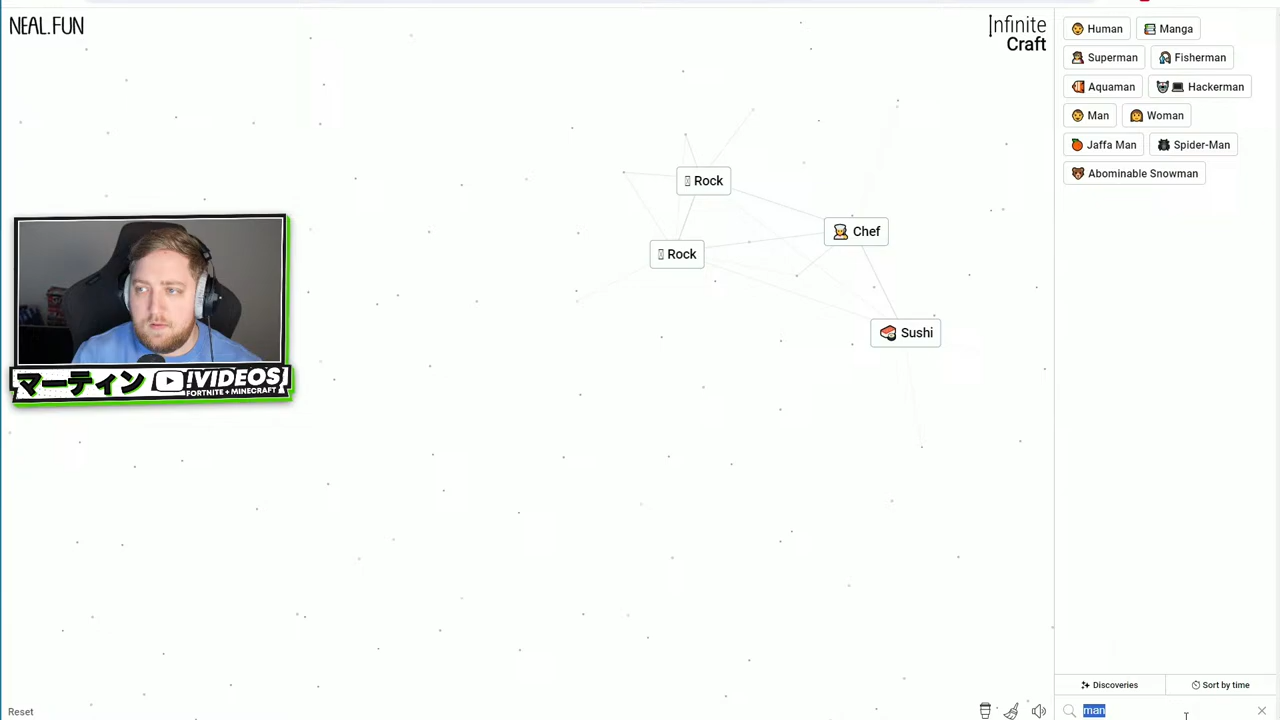 NEAL.FUN
Infinite
Craft
Human
Manga
Superman
Fisherman
Aquaman
Hackerman
Man
Woman
Jaffa Man
Spider-Man
Abominable Snowman
Rock
Chef
Rock
Sushi
マーティン
!VIDEOS
FORTNITE + MINECRAFT
Discoveries
Sort by time
Reset
man